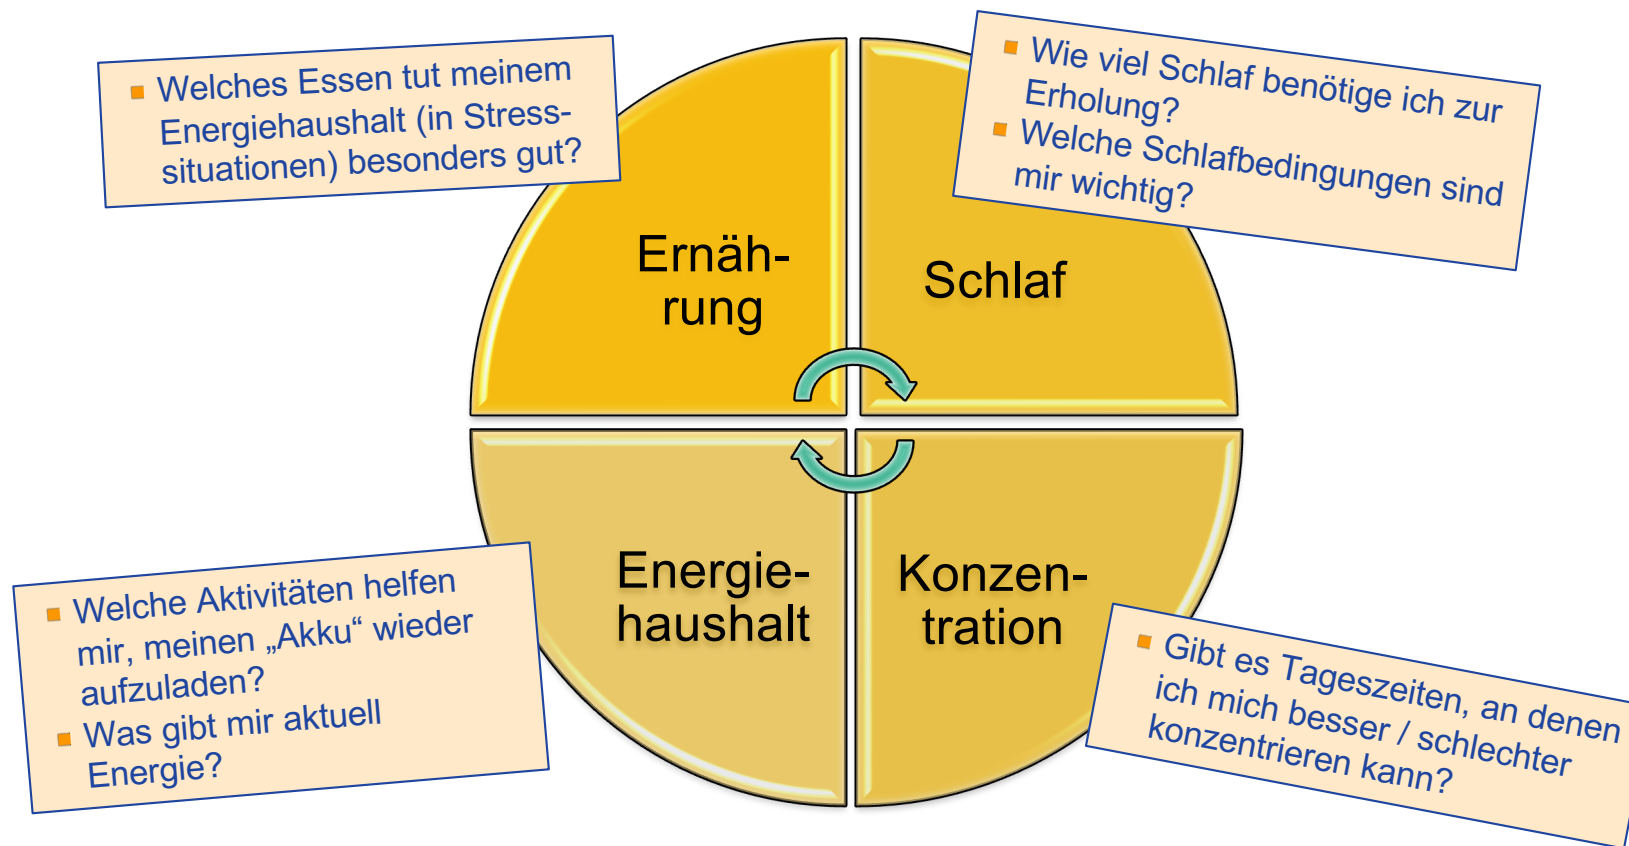 Welches Essen tut meinem
Energiehaushalt (in Stress-
situationen) besonders gut?
Wie viel Schlaf benötige ich zur
Erholung?
Welche Schlafbedingungen sind
mir wichtig?
Ernäh-
rung
Schlaf
Energie-
haushalt
Konzen-
tration
Welche Aktivitäten helfen
mir, meinen „Akku“ wieder
aufzuladen?
Was gibt mir aktuell
Energie?
Gibt es Tageszeiten, an denen
ich mich besser / schlechter
konzentrieren kann?